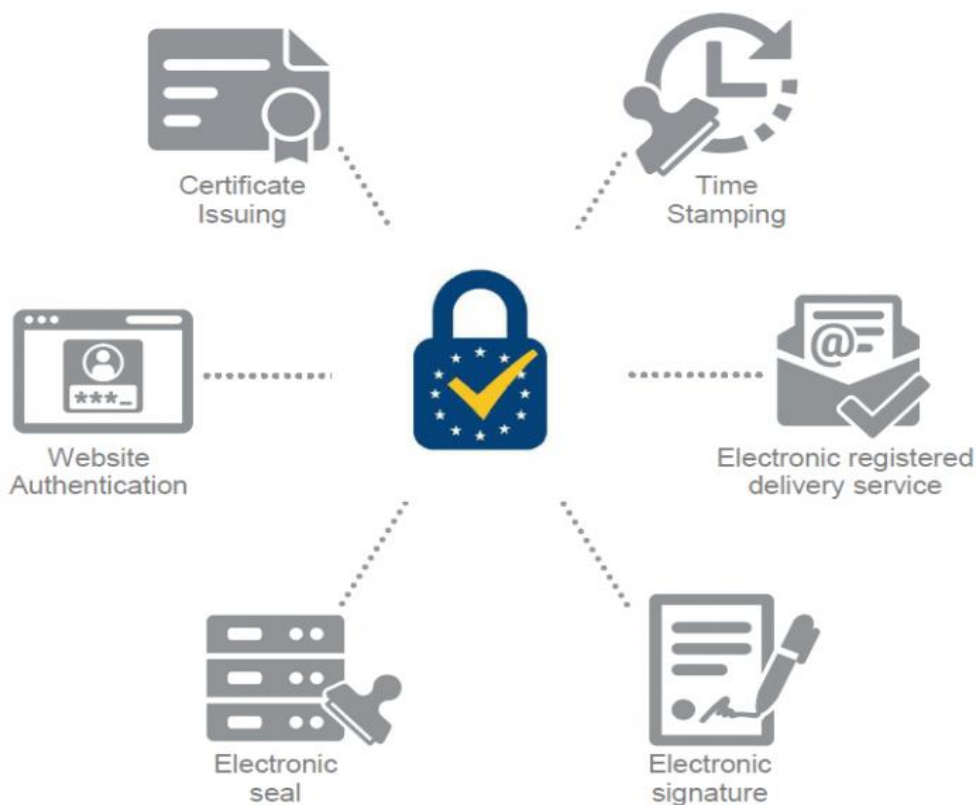 Certificate
Issuing
Time
Stamping
***_
@
Website
Authentication
Electronic registered
delivery service
Electronic
seal
Electronic
signature